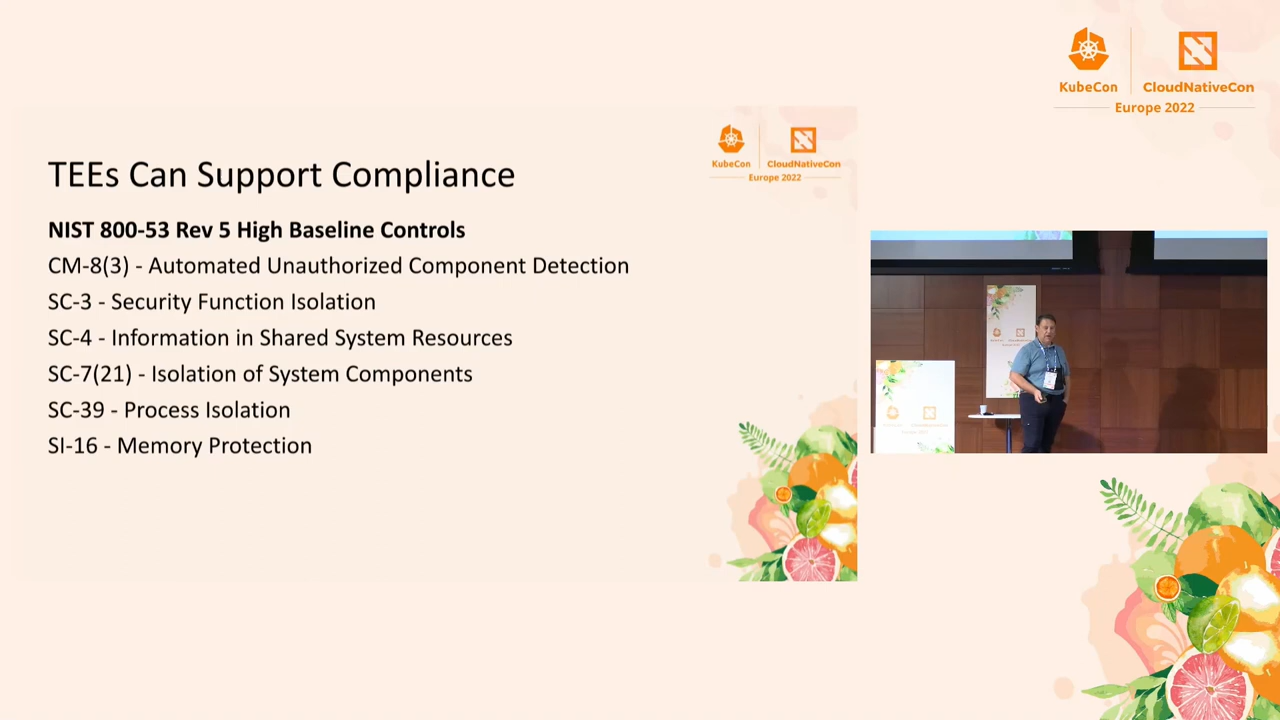 KubeCon
CloudNativeCon
Europe 2022
KubeCon
CloudNativeCon
Europe 2022
TEEs Can Support Compliance
NIST 800-53 Rev 5 High Baseline Controls
CM-8(3) - Automated Unauthorized Component Detection
SC-3 - Security Function Isolation
SC-4 - Information in Shared System Resources
SC-7(21) - Isolation of System Components
SC-39 - Process Isolation
SI-16 - Memory Protection